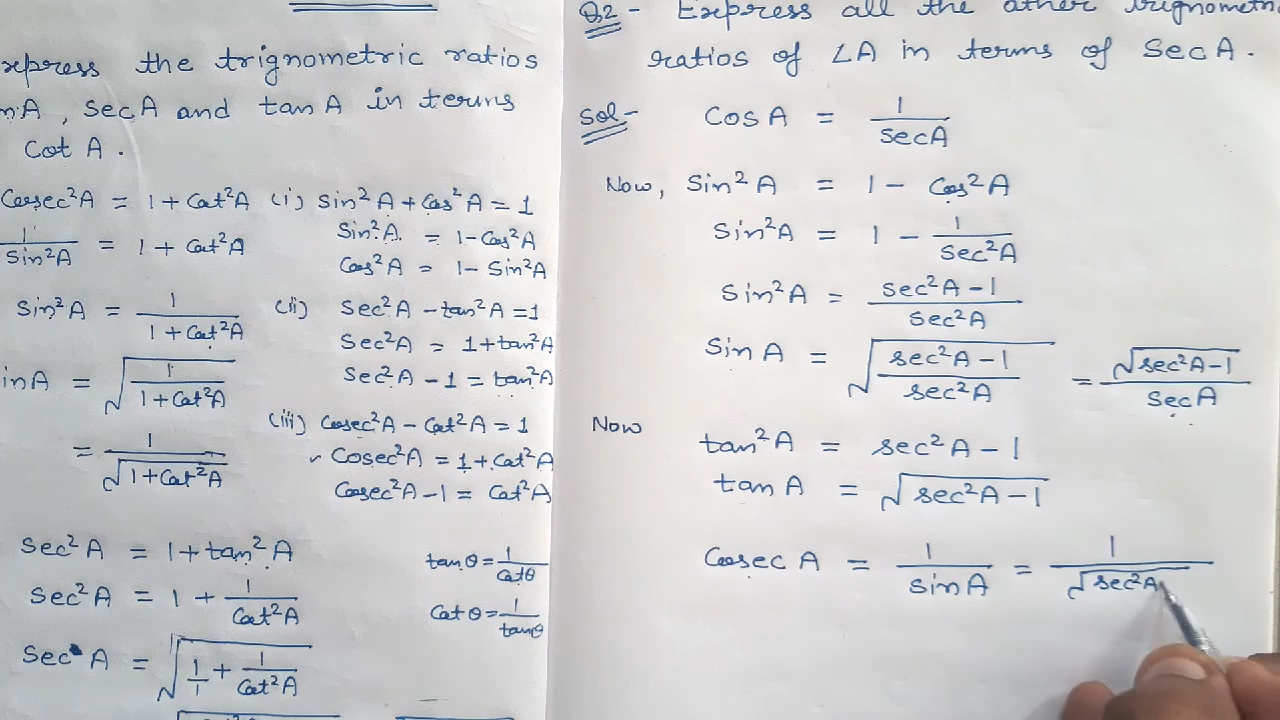 xpress the trignometric ratios
nA, SecA and tan A in terms
Cot A.
Cosec²A = 1 + Cot²A
1/Sin²A = 1 + Cot²A
Sin²A = 1/(1 + Cot²A)
inA = √(1/(1 + Cot²A))
= 1/√(1 + Cot²A)
Sec²A = 1 + tan²A
Sec²A = 1 + 1/Cot²A
Sec A = √(1/1 + 1/Cot²A)
(i) Sin²A + Cos²A = 1
Sin²A = 1 - Cos²A
Cos²A = 1 - Sin²A
(ii) Sec²A - tan²A = 1
Sec²A = 1 + tan²A
Sec²A - 1 = tan²A
(iii) Cosec²A - Cot²A = 1
Cosec²A = 1 + Cot²A
Cosec²A - 1 = Cot²A
tanθ = 1/Cotθ
Cotθ = 1/tanθ
Q2 - Express all the other trignometr
ratios of ∠A in terms of SecA.
Sol- Cos A = 1/SecA
Now, Sin²A = 1 - Cos²A
Sin²A = 1 - 1/Sec²A
Sin²A = (Sec²A - 1)/Sec²A
Sin A = √((Sec²A - 1)/Sec²A) = √(Sec²A - 1)/SecA
Now tan²A = Sec²A - 1
tan A = √(Sec²A - 1)
Cosec A = 1/SinA = 1/√(Sec²A